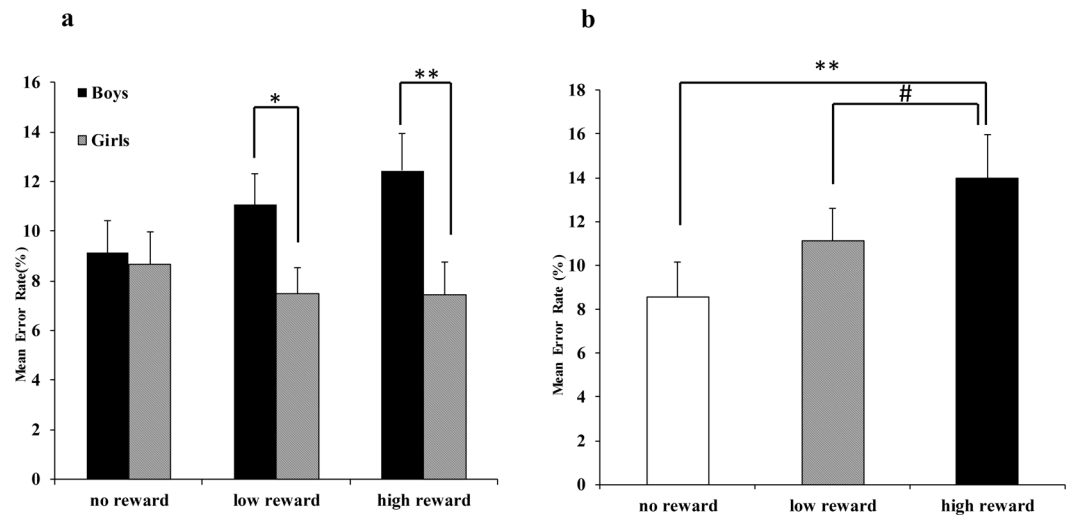 a
Mean Error Rate(%)
16
14
12
10
8
6
4
2
0
Boys
Girls
*
**
no reward
low reward
high reward
b
Mean Error Rate (%)
18
16
14
12
10
8
6
4
2
0
**
#
no reward
low reward
high reward